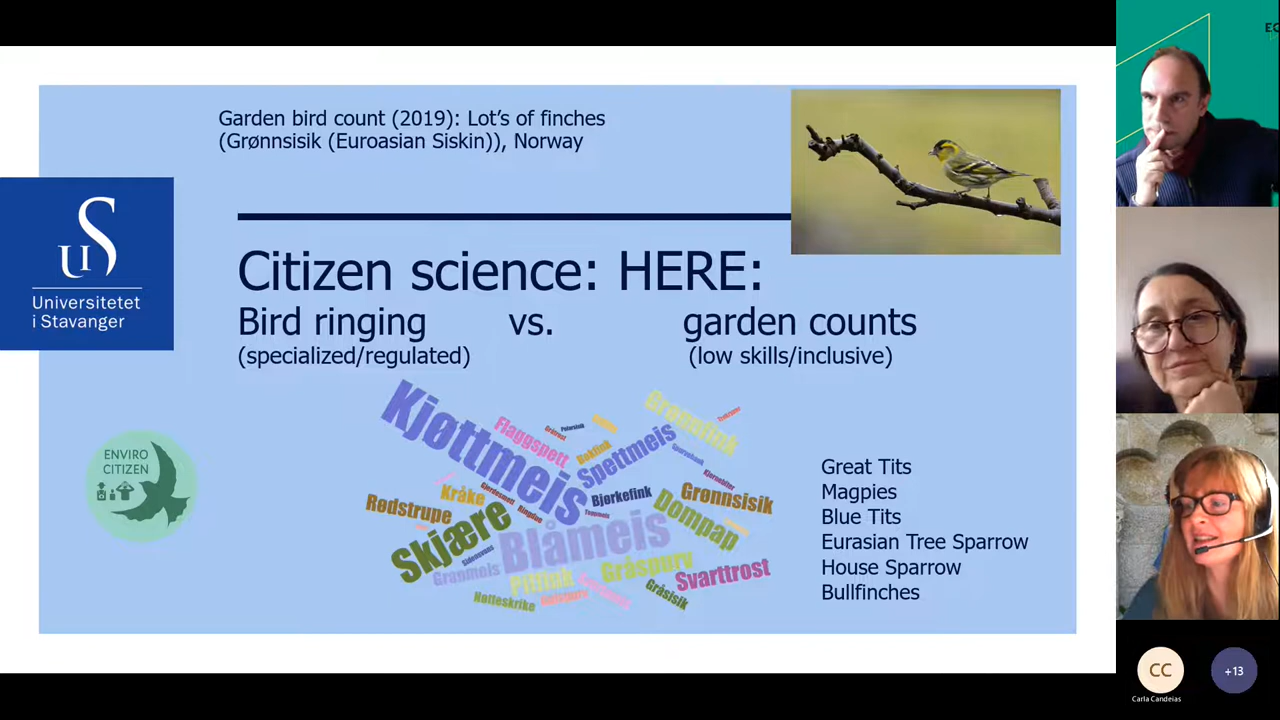 Garden bird count (2019): Lot's of finches
(Grønnsisik (Euroasian Siskin)), Norway
US
Universitetet
i Stavanger
Citizen science: HERE:
Bird ringing vs. garden counts
(specialized/regulated) (low skills/inclusive)
ENVIRO
CITIZEN
Kjøttmeis
Flaggspett
Grønnfink
Bokfink
Spettmeis
Bjørkefink
Grønnsisik
Kråke
Rødstrupe
Skjære
Blåmeis
Dompap
Granmeis
Pilfink
Gråspurv
Svarttrost
Gråsisik
Nøtteskrike
Great Tits
Magpies
Blue Tits
Eurasian Tree Sparrow
House Sparrow
Bullfinches
CC
+13
Carla Candeias